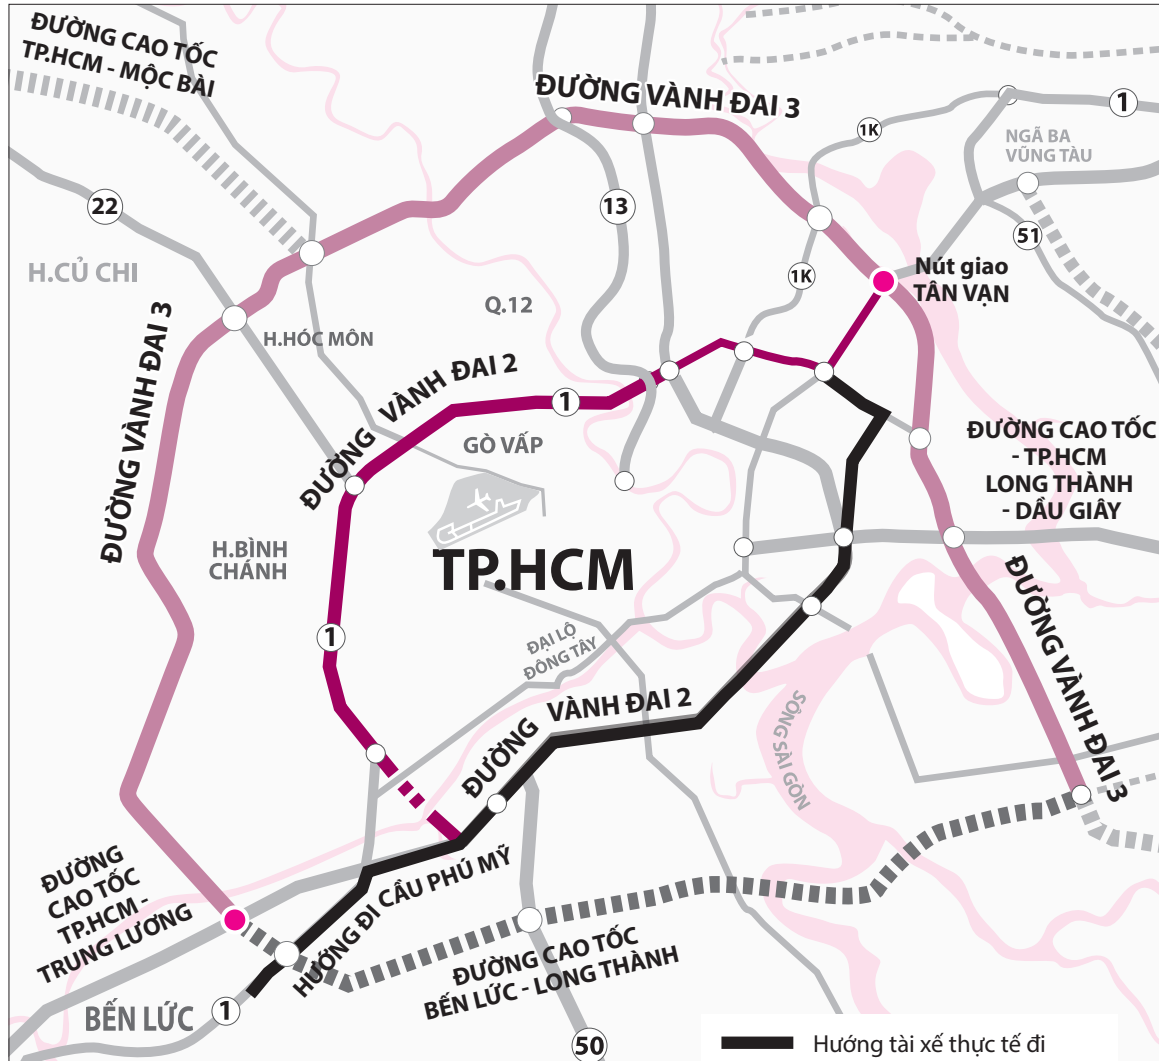 ĐƯỜNG CAO TỐC
TP.HCM - MỘC BÀI
ĐƯỜNG VÀNH ĐAI 3
1
1K
NGÃ BA
VŨNG TÀU
22
13
51
H.CỦ CHI
1K
Nút giao
TÂN VẠN
Q.12
H.HÓC MÔN
ĐƯỜNG VÀNH ĐAI 3
ĐƯỜNG VÀNH ĐAI 2
1
GÒ VẤP
ĐƯỜNG CAO TỐC
- TP.HCM
LONG THÀNH
- DẦU GIÂY
H.BÌNH
CHÁNH
TP.HCM
1
ĐẠI LỘ
ĐÔNG TÂY
ĐƯỜNG VÀNH ĐAI 2
SÔNG SÀI GÒN
ĐƯỜNG VÀNH ĐAI 3
ĐƯỜNG
CAO TỐC
TP.HCM -
TRUNG LƯƠNG
HƯỚNG ĐI CẦU PHÚ MỸ
ĐƯỜNG CAO TỐC
BẾN LỨC - LONG THÀNH
BẾN LỨC
1
50
Hướng tài xế thực tế đi